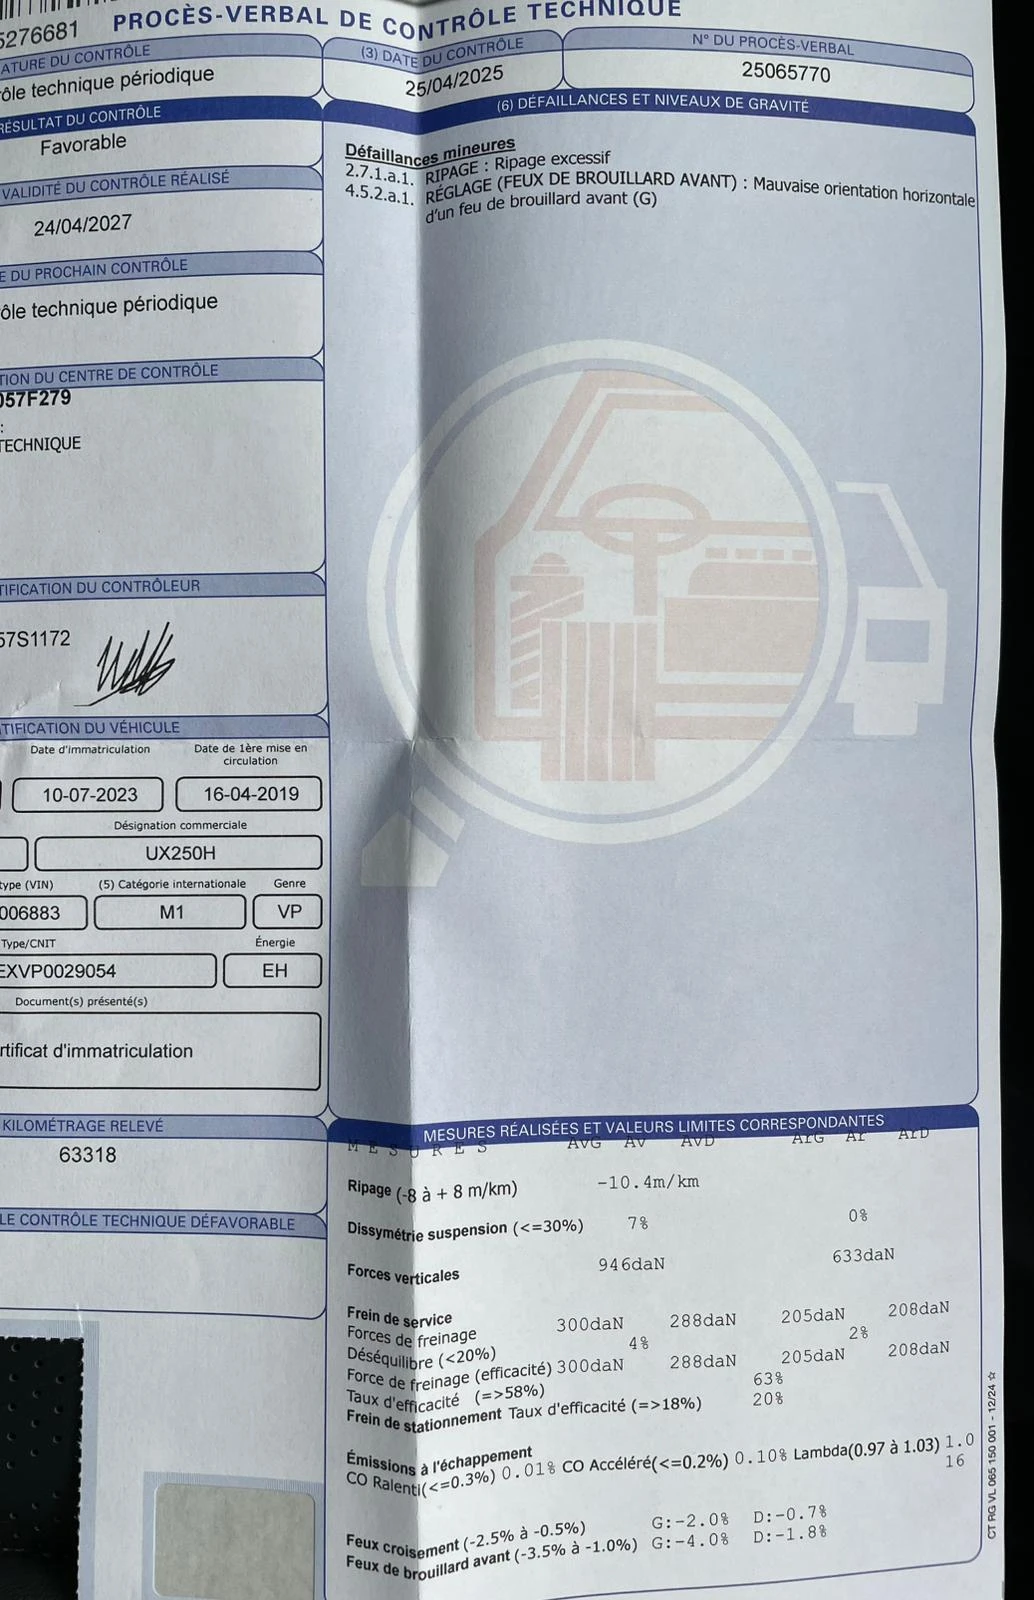 5276681
PROCÈS-VERBAL DE CONTRÔLE TECHNIQUE
ATURE DU CONTRÔLE
ôle technique périodique
(3) DATE DU CONTRÔLE
25/04/2025
N° DU PROCÈS-VERBAL
25065770
RÉSULTAT DU CONTRÔLE
Favorable
VALIDITÉ DU CONTRÔLE RÉALISÉ
24/04/2027
E DU PROCHAIN CONTRÔLE
ôle technique périodique
TION DU CENTRE DE CONTRÔLE
057F279
:
TECHNIQUE
TIFICATION DU CONTRÔLEUR
57S1172
NTIFICATION DU VÉHICULE
Date d'immatriculation
Date de 1ère mise en
circulation
10-07-2023
16-04-2019
Désignation commerciale
UX250H
type (VIN)
(5) Catégorie internationale
Genre
006883
M1
VP
Type/CNIT
Énergie
EXVP0029054
EH
Document(s) présenté(s)
rtificat d'immatriculation
KILOMÉTRAGE RELEVÉ
63318
LE CONTRÔLE TECHNIQUE DÉFAVORABLE
(6) DÉFAILLANCES ET NIVEAUX DE GRAVITÉ
Défaillances mineures
2.7.1.a.1. RIPAGE : Ripage excessif
4.5.2.a.1. RÉGLAGE (FEUX DE BROUILLARD AVANT) : Mauvaise orientation horizontale
d'un feu de brouillard avant (G)
MESURES RÉALISÉES ET VALEURS LIMITES CORRESPONDANTES
M E S U R E S AvG Av AvD ArG Ar ArD
Ripage (-8 à + 8 m/km) -10.4m/km
Dissymétrie suspension (<=30%) 7% 0%
Forces verticales 946daN 633daN
Frein de service
Forces de freinage 300daN 288daN 205daN 208daN
Déséquilibre (<20%) 4% 2%
Force de freinage (efficacité) 300daN 288daN 205daN 208daN
Taux d'efficacité (=>58%) 63%
Frein de stationnement Taux d'efficacité (=>18%) 20%
Émissions à l'échappement
CO Ralenti(<=0.3%) 0.01% CO Accéléré(<=0.2%) 0.10% Lambda(0.97 à 1.03) 1.0
16
Feux croisement (-2.5% à -0.5%) G:-2.0% D:-0.7%
Feux de brouillard avant (-3.5% à -1.0%) G:-4.0% D:-1.8%
CT RG VL 065 150 001 - 12/24 ☆